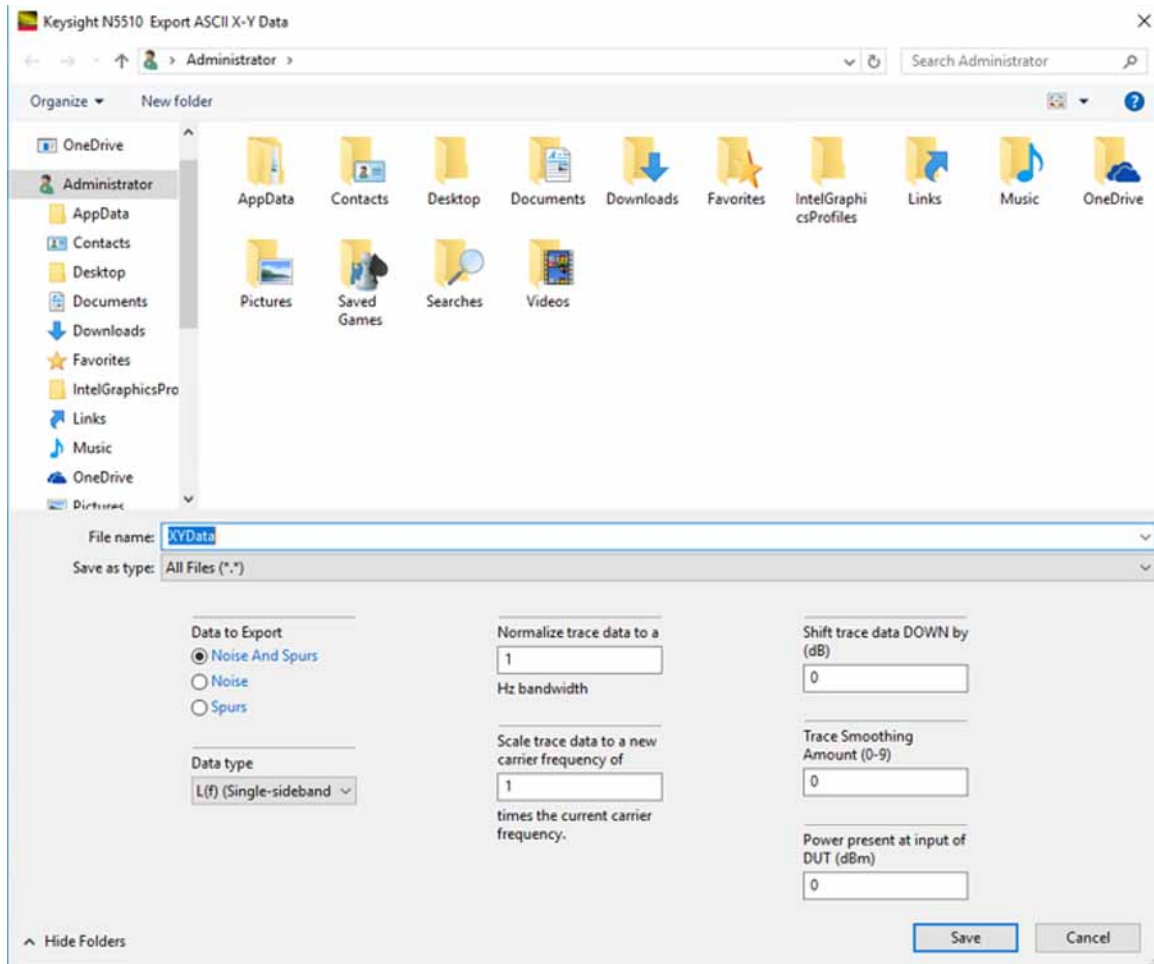 Keysight N5510 Export ASCII X-Y Data
Administrator
Search Administrator
Organize
New folder
OneDrive
Administrator
AppData
Contacts
Desktop
Documents
Downloads
Favorites
IntelGraphicsPro
Links
Music
OneDrive
Pictures
AppData
Contacts
Desktop
Documents
Downloads
Favorites
IntelGraphi
csProfiles
Links
Music
OneDrive
Pictures
Saved
Games
Searches
Videos
File name: XYData
Save as type: All Files (*.*)
Data to Export
Noise And Spurs
Noise
Spurs
Data type
L(f) (Single-sideband
Normalize trace data to a
1
Hz bandwidth
Scale trace data to a new
carrier frequency of
1
times the current carrier
frequency.
Shift trace data DOWN by
(dB)
0
Trace Smoothing
Amount (0-9)
0
Power present at input of
DUT (dBm)
0
Hide Folders
Save
Cancel